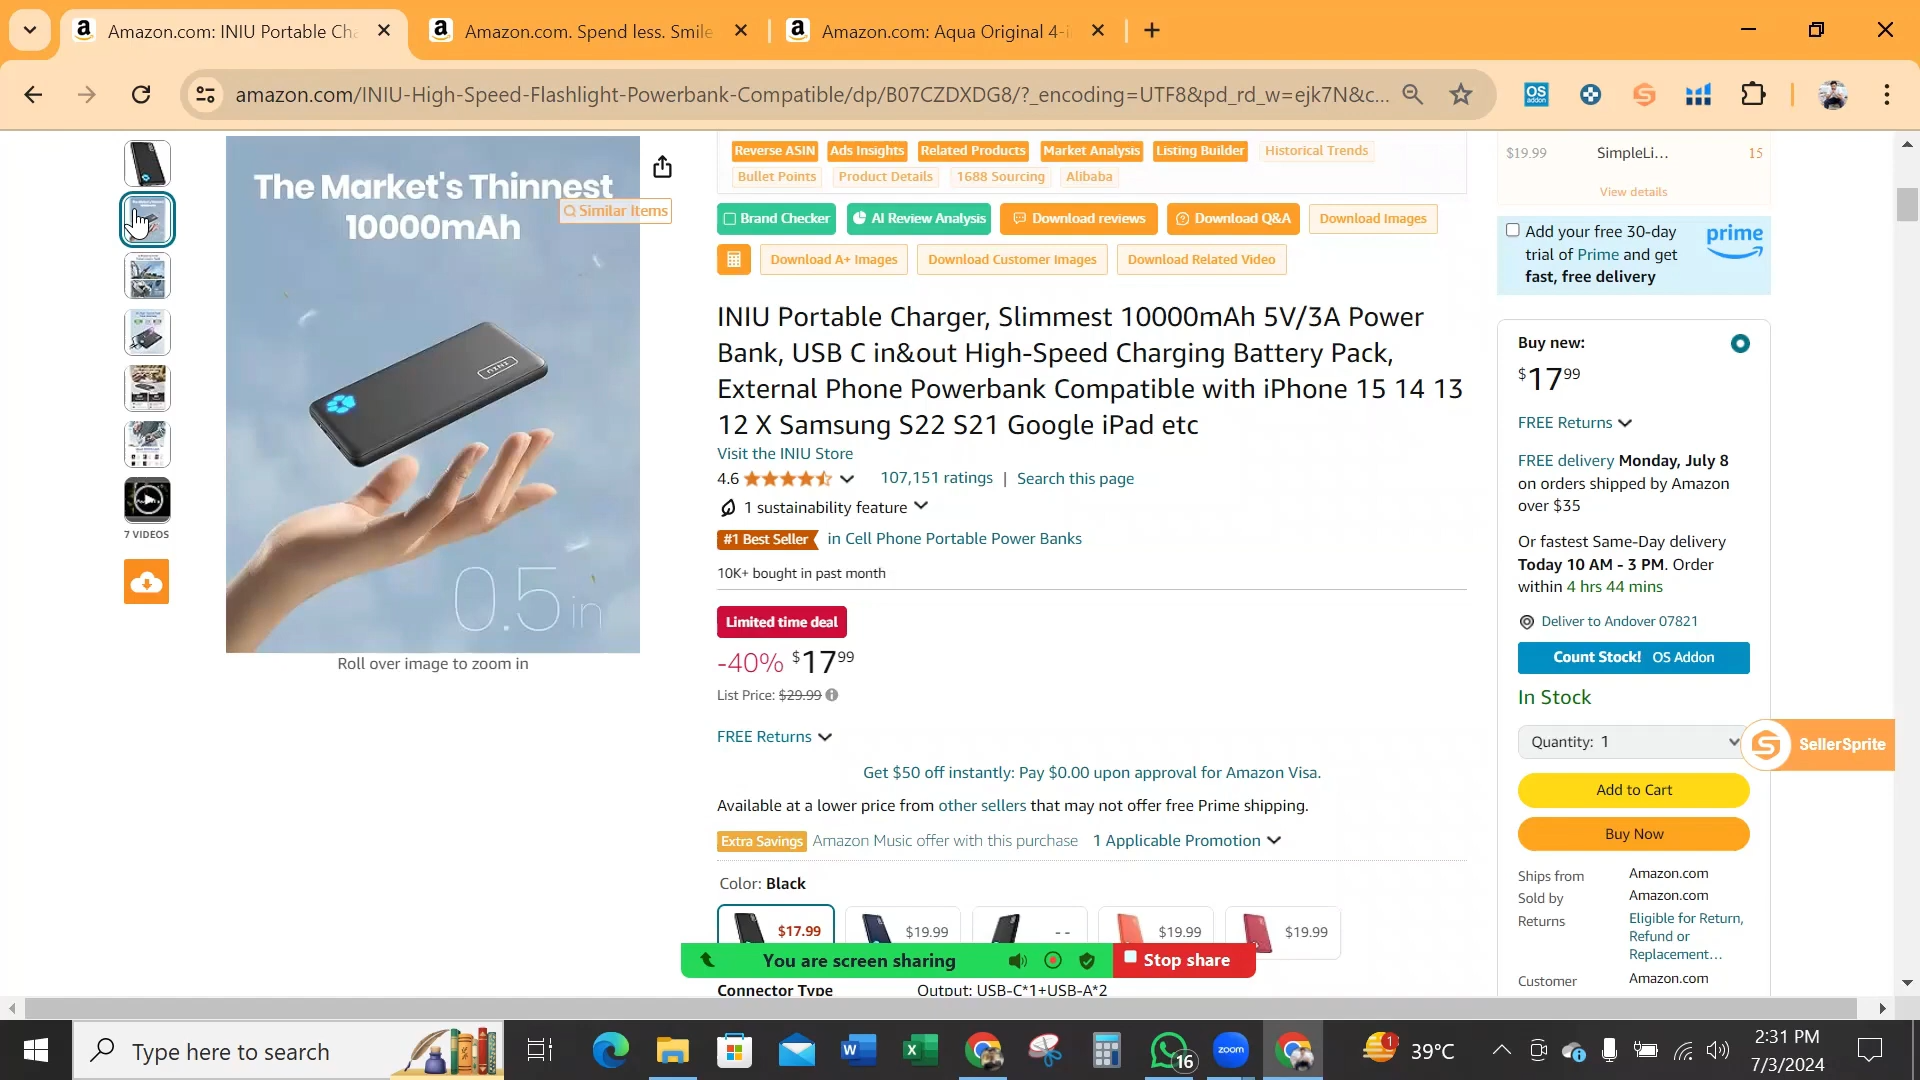 Amazon.com: INIU Portable Cha
Amazon.com. Spend less. Smile
Amazon.com: Aqua Original 4-i
amazon.com/INIU-High-Speed-Flashlight-Powerbank-Compatible/dp/B07CZDXDG8/?_encoding=UTF8&pd_rd_w=ejk7N&c...
OS
addon
7 VIDEOS
The Market's Thinnest
10000mAh
Similar Items
INIU
0.5in
Roll over image to zoom in
Reverse ASIN Ads Insights Related Products Market Analysis Listing Builder Historical Trends
Bullet Points Product Details 1688 Sourcing Alibaba
Brand Checker AI Review Analysis Download reviews Download Q&A Download Images
Download A+ Images Download Customer Images Download Related Video
INIU Portable Charger, Slimmest 10000mAh 5V/3A Power
Bank, USB C in&out High-Speed Charging Battery Pack,
External Phone Powerbank Compatible with iPhone 15 14 13
12 X Samsung S22 S21 Google iPad etc
Visit the INIU Store
4.6 107,151 ratings | Search this page
1 sustainability feature
#1 Best Seller in Cell Phone Portable Power Banks
10K+ bought in past month
Limited time deal
-40% $17 99
List Price: $29.99
FREE Returns
Get $50 off instantly: Pay $0.00 upon approval for Amazon Visa.
Available at a lower price from other sellers that may not offer free Prime shipping.
Extra Savings Amazon Music offer with this purchase 1 Applicable Promotion
Color: Black
$17.99 $19.99 -- $19.99 $19.99
You are screen sharing Stop share
Connector Type Output: USB-C*1+USB-A*2
$19.99 SimpleLi... 15
View details
Add your free 30-day
trial of Prime and get
fast, free delivery
prime
Buy new:
$17 99
FREE Returns
FREE delivery Monday, July 8
on orders shipped by Amazon
over $35
Or fastest Same-Day delivery
Today 10 AM - 3 PM. Order
within 4 hrs 44 mins
Deliver to Andover 07821
Count Stock! OS Addon
In Stock
Quantity: 1
SellerSprite
Add to Cart
Buy Now
Ships from Amazon.com
Sold by Amazon.com
Returns Eligible for Return,
Refund or
Replacement...
Customer Amazon.com
Type here to search
16
zoom
1
39°C
2:31 PM
7/3/2024